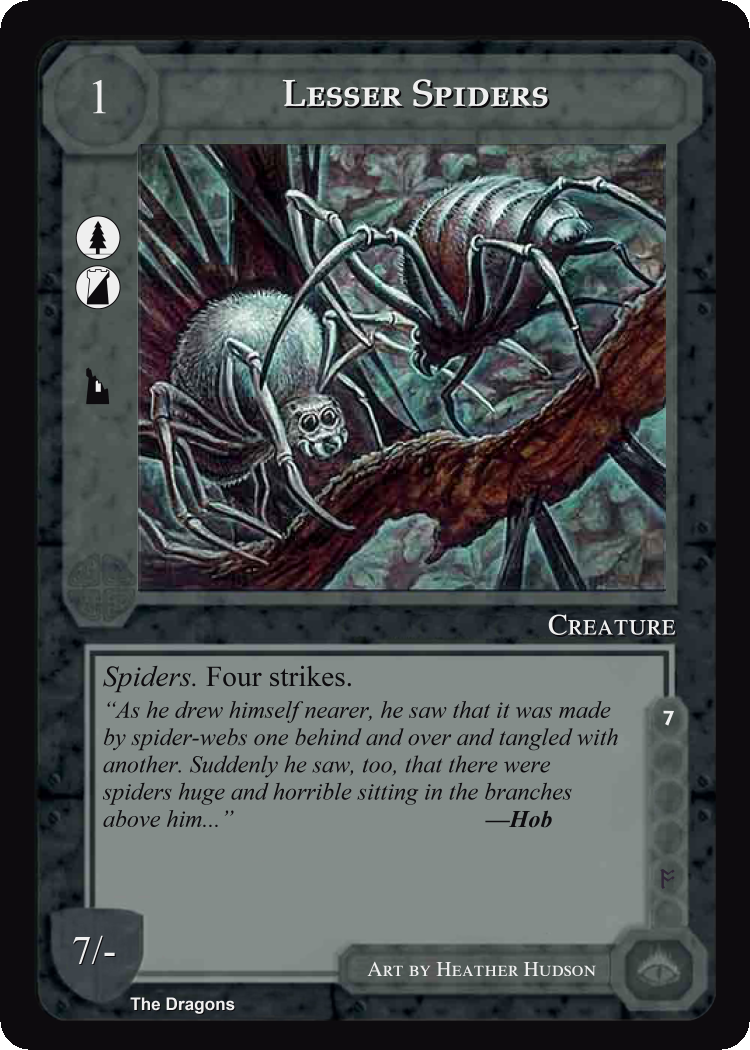 1
LESSER SPIDERS
CREATURE
Spiders. Four strikes.
“As he drew himself nearer, he saw that it was made
by spider-webs one behind and over and tangled with
another. Suddenly he saw, too, that there were
spiders huge and horrible sitting in the branches
above him...” —Hob
7
ᚩ
7/-
ART BY HEATHER HUDSON
The Dragons